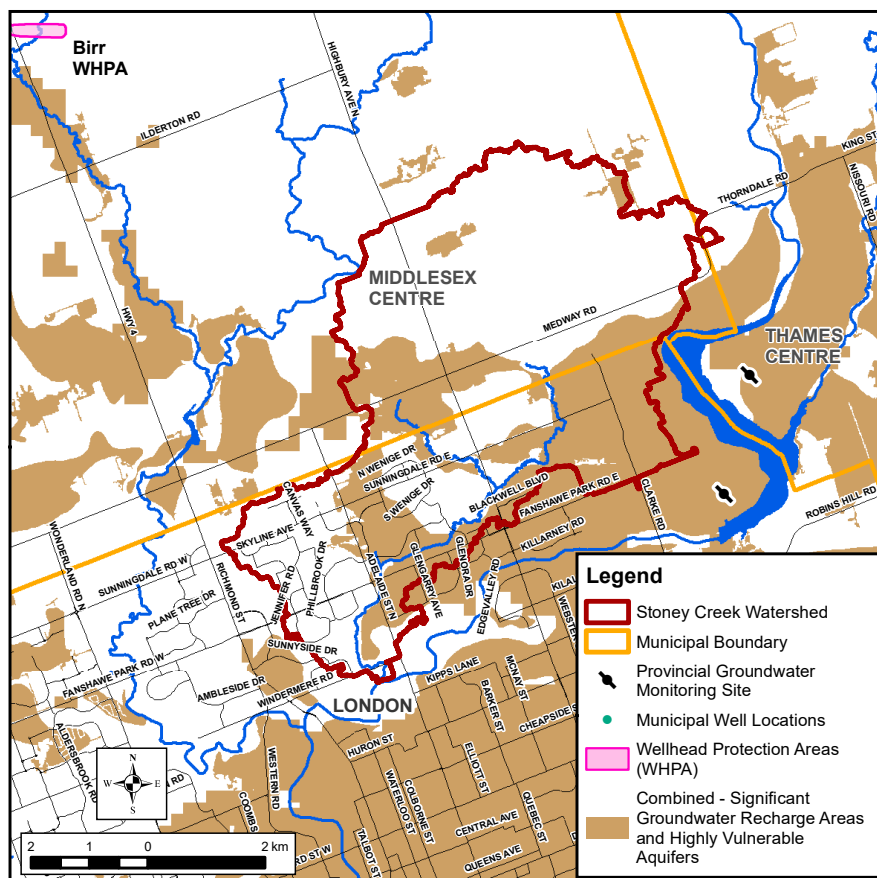 Birr
WHPA
HIGHBURY AVE N
ILDERTON RD
KING ST
NISSOURI RD
THORNDALE RD
MIDDLESEX
CENTRE
HWY 4
MEDWAY RD
THAMES
CENTRE
N WENIGE DR
SUNNINGDALE RD E
S WENIGE DR
BLACKWELL BLVD
FANSHAWE PARK RD E
CANVAS WAY
SKYLINE AVE
CLARKE RD
ROBINS HILL RD
KILLARNEY RD
WONDERLAND RD N
SUNNINGDALE RD W
RICHMOND ST
JENNIFER RD
PHILLBROOK DR
ADELAIDE ST N
GLENGARRY AVE
GLENORA DR
EDGEVALLEY RD
PLANE TREE DR
SUNNYSIDE DR
FANSHAWE PARK RD W
AMBLESIDE DR
WINDERMERE RD
KIPPS LANE
LONDON
MCNAY ST
BARKER ST
CHEAPSIDE S
HURON ST
ALDERSBROOK RD
WESTERN RD
ELLIOTT ST
COLBORNE ST
WATERLOO ST
QUEBEC ST
CENTRAL AVE
TALBOT ST
QUEENS AVE
COOMBS
RD ST W
N
W E
S
2 1 0 2 km
Legend
Stoney Creek Watershed
Municipal Boundary
Provincial Groundwater
Monitoring Site
Municipal Well Locations
Wellhead Protection Areas
(WHPA)
Combined - Significant
Groundwater Recharge Areas
and Highly Vulnerable
Aquifers